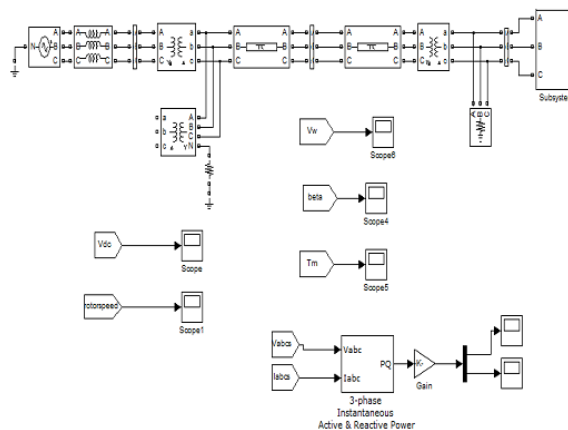 N A A A A A a A A A A A A a A
B B B B B b B B B B B b B
C C C C C c C C C C C c C
Subsyste
a A
b B
c C
N
A B C
Vw
Scope6
beta
Scope4
Vdc
Scope
Tm
Scope5
rotorspeed
Scope1
Vabcs
Vabc
PQ
K-
Iabcs
Iabc
Gain
3-phase
Instantaneous
Active & Reactive Power